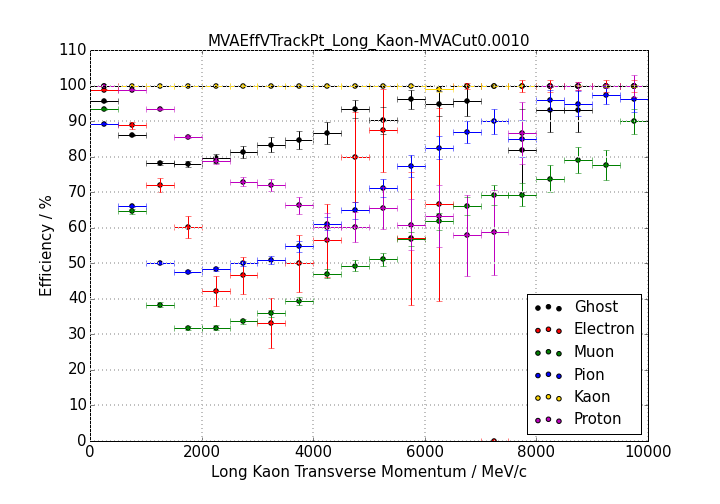 MVAEffVTrackPt_Long_Kaon-MVACut0.0010
110
100
90
80
70
60
50
40
30
20
10
0
Efficiency / %
Ghost
Electron
Muon
Pion
Kaon
Proton
0 2000 4000 6000 8000 10000
Long Kaon Transverse Momentum / MeV/c